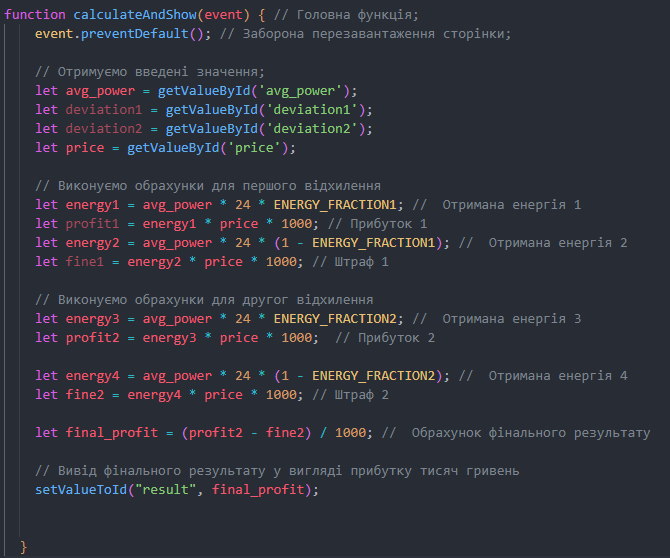 function calculateAndShow(event) { // Головна функція;
event.preventDefault(); // Заборона перезавантаження сторінки;
// Отримуємо введені значення;
let avg_power = getValueById('avg_power');
let deviation1 = getValueById('deviation1');
let deviation2 = getValueById('deviation2');
let price = getValueById('price');
// Виконуємо обрахунки для першого відхилення
let energy1 = avg_power * 24 * ENERGY_FRACTION1; //  Отримана енергія 1
let profit1 = energy1 * price * 1000; // Прибуток 1
let energy2 = avg_power * 24 * (1 - ENERGY_FRACTION1); //  Отримана енергія 2
let fine1 = energy2 * price * 1000; // Штраф 1
// Виконуємо обрахунки для другог відхилення
let energy3 = avg_power * 24 * ENERGY_FRACTION2; //  Отримана енергія 3
let profit2 = energy3 * price * 1000;  // Прибуток 2
let energy4 = avg_power * 24 * (1 - ENERGY_FRACTION2); //  Отримана енергія 4
let fine2 = energy4 * price * 1000; // Штраф 2
let final_profit = (profit2 - fine2) / 1000; //  Обрахунок фінального результату
// Вивід фінального результату у вигляді прибутку тисяч гривень
setValueToId("result", final_profit);
}